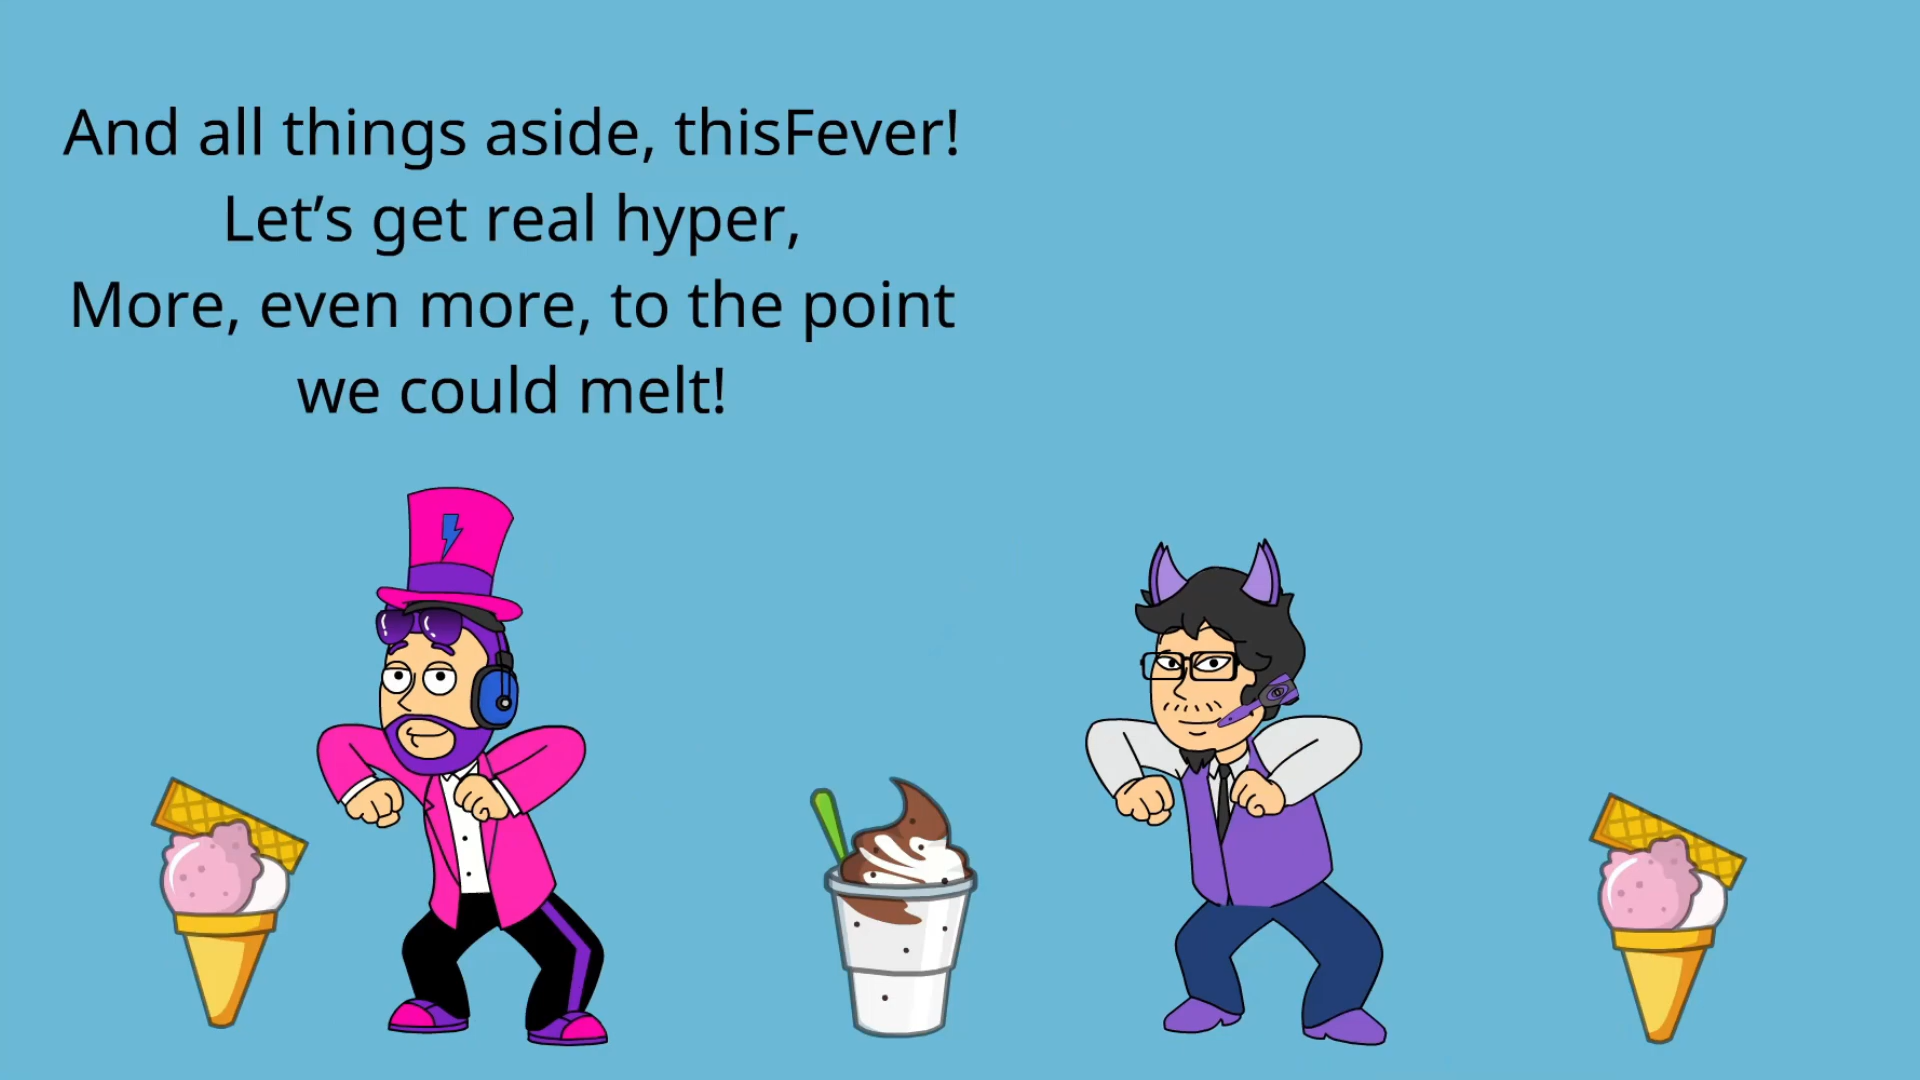 And all things aside, thisFever!
Let’s get real hyper,
More, even more, to the point
we could melt!